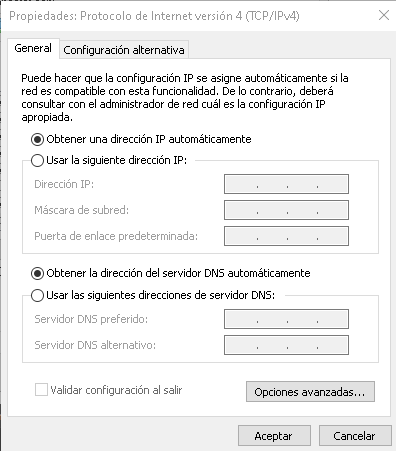 Propiedades: Protocolo de Internet versión 4 (TCP/IPv4)
General
Configuración alternativa
Puede hacer que la configuración IP se asigne automáticamente si la
red es compatible con esta funcionalidad. De lo contrario, deberá
consultar con el administrador de red cuál es la configuración IP
apropiada.
Obtener una dirección IP automáticamente
Usar la siguiente dirección IP:
Dirección IP:
Máscara de subred:
Puerta de enlace predeterminada:
Obtener la dirección del servidor DNS automáticamente
Usar las siguientes direcciones de servidor DNS:
Servidor DNS preferido:
Servidor DNS alternativo:
Validar configuración al salir
Opciones avanzadas...
Aceptar
Cancelar